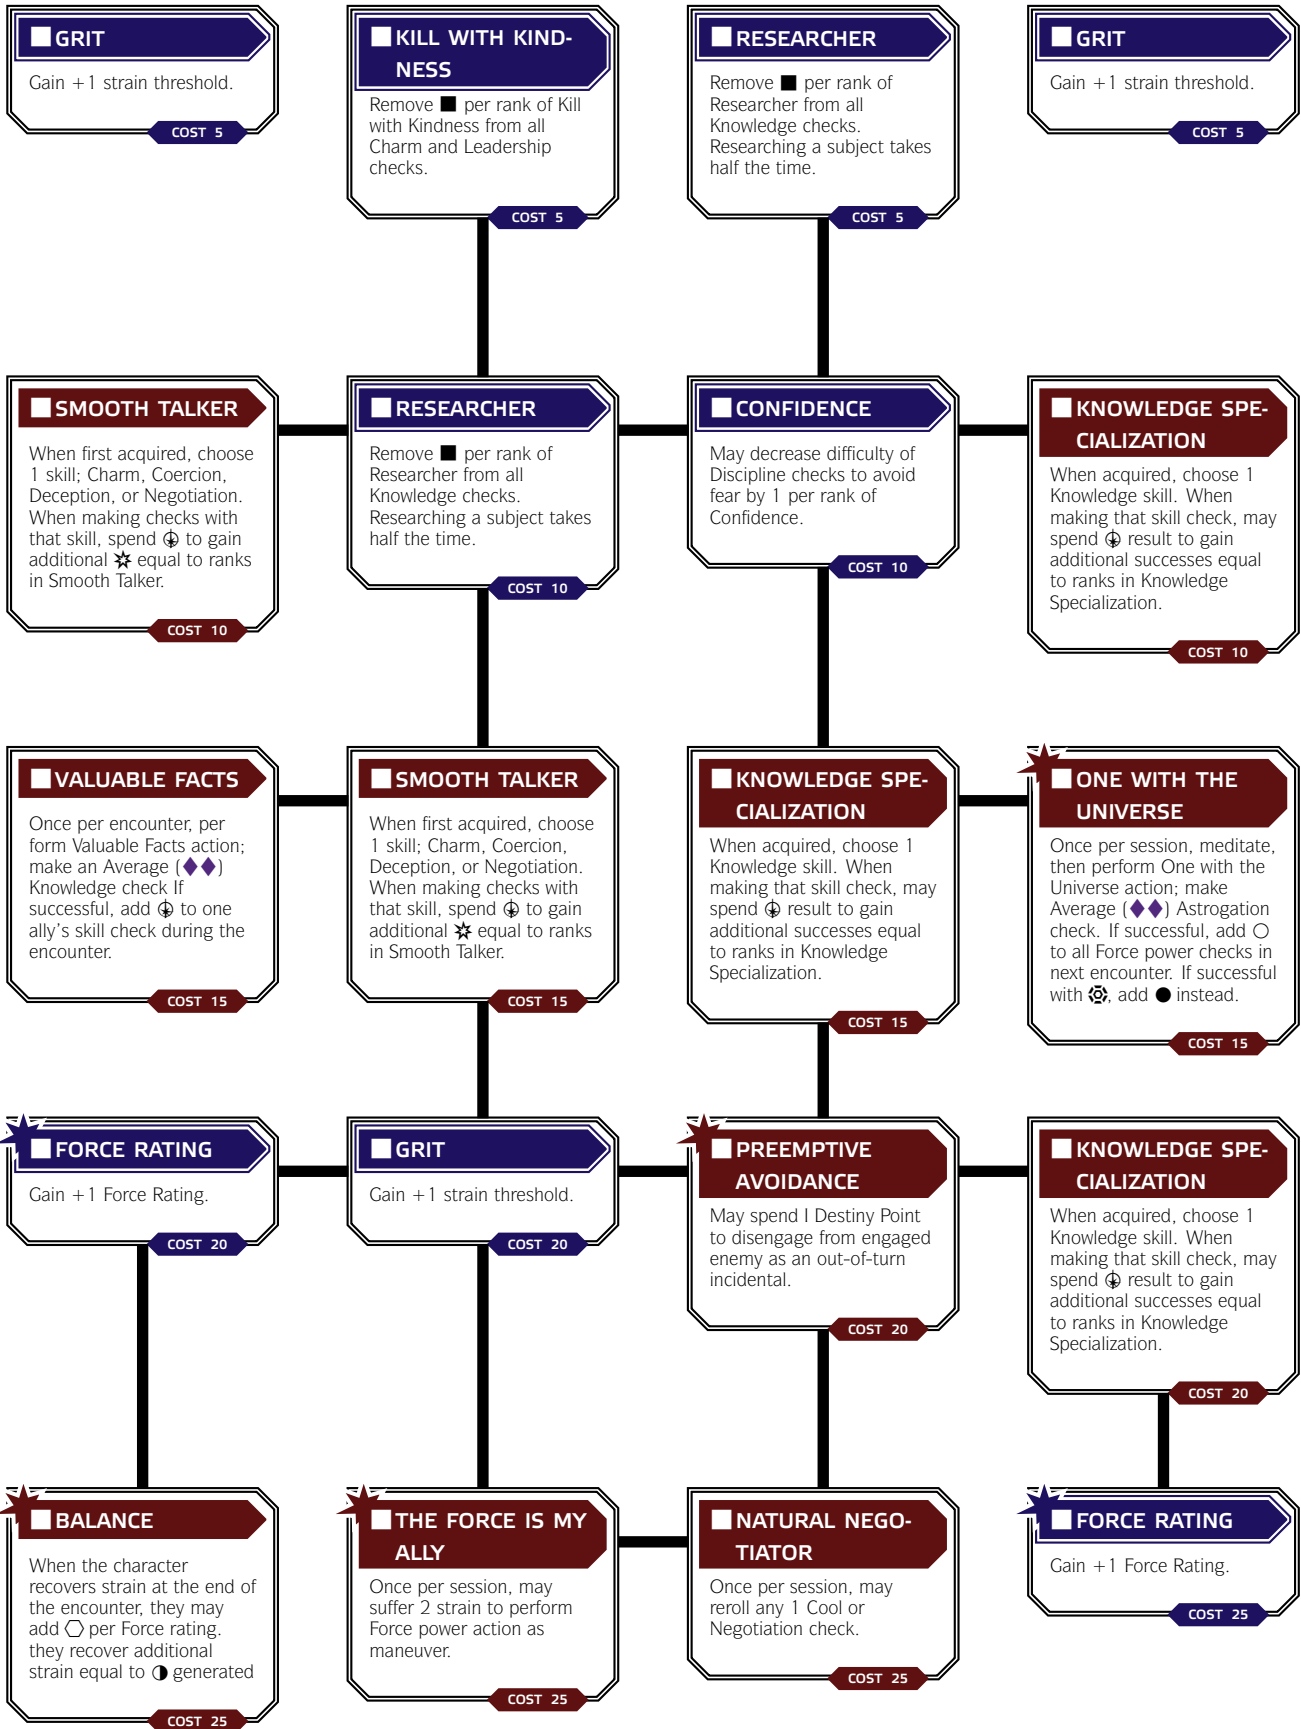 GRIT
Gain +1 strain threshold.
COST 5
KILL WITH KIND-
NESS
Remove per rank of Kill
with Kindness from all
Charm and Leadership
checks.
COST 5
RESEARCHER
Remove per rank of
Researcher from all
Knowledge checks.
Researching a subject takes
half the time.
COST 5
GRIT
Gain +1 strain threshold.
COST 5
SMOOTH TALKER
When first acquired, choose
1 skill; Charm, Coercion,
Deception, or Negotiation.
When making checks with
that skill, spend to gain
additional equal to ranks
in Smooth Talker.
COST 10
RESEARCHER
Remove per rank of
Researcher from all
Knowledge checks.
Researching a subject takes
half the time.
COST 10
CONFIDENCE
May decrease difficulty of
Discipline checks to avoid
fear by 1 per rank of
Confidence.
COST 10
KNOWLEDGE SPE-
CIALIZATION
When acquired, choose 1
Knowledge skill. When
making that skill check, may
spend result to gain
additional successes equal
to ranks in Knowledge
Specialization.
COST 10
VALUABLE FACTS
Once per encounter, per
form Valuable Facts action;
make an Average (♦♦)
Knowledge check If
successful, add to one
ally's skill check during the
encounter.
COST 15
SMOOTH TALKER
When first acquired, choose
1 skill; Charm, Coercion,
Deception, or Negotiation.
When making checks with
that skill, spend to gain
additional equal to ranks
in Smooth Talker.
COST 15
KNOWLEDGE SPE-
CIALIZATION
When acquired, choose 1
Knowledge skill. When
making that skill check, may
spend result to gain
additional successes equal
to ranks in Knowledge
Specialization.
COST 15
ONE WITH THE
UNIVERSE
Once per session, meditate,
then perform One with the
Universe action; make
Average (♦♦) Astrogation
check. If successful, add ○
to all Force power checks in
next encounter. If successful
with , add ● instead.
COST 15
FORCE RATING
Gain +1 Force Rating.
COST 20
GRIT
Gain +1 strain threshold.
COST 20
PREEMPTIVE
AVOIDANCE
May spend I Destiny Point
to disengage from engaged
enemy as an out-of-turn
incidental.
COST 20
KNOWLEDGE SPE-
CIALIZATION
When acquired, choose 1
Knowledge skill. When
making that skill check, may
spend result to gain
additional successes equal
to ranks in Knowledge
Specialization.
COST 20
BALANCE
When the character
recovers strain at the end of
the encounter, they may
add per Force rating.
they recover additional
strain equal to ◑ generated
COST 25
THE FORCE IS MY
ALLY
Once per session, may
suffer 2 strain to perform
Force power action as
maneuver.
COST 25
NATURAL NEGO-
TIATOR
Once per session, may
reroll any 1 Cool or
Negotiation check.
COST 25
FORCE RATING
Gain +1 Force Rating.
COST 25